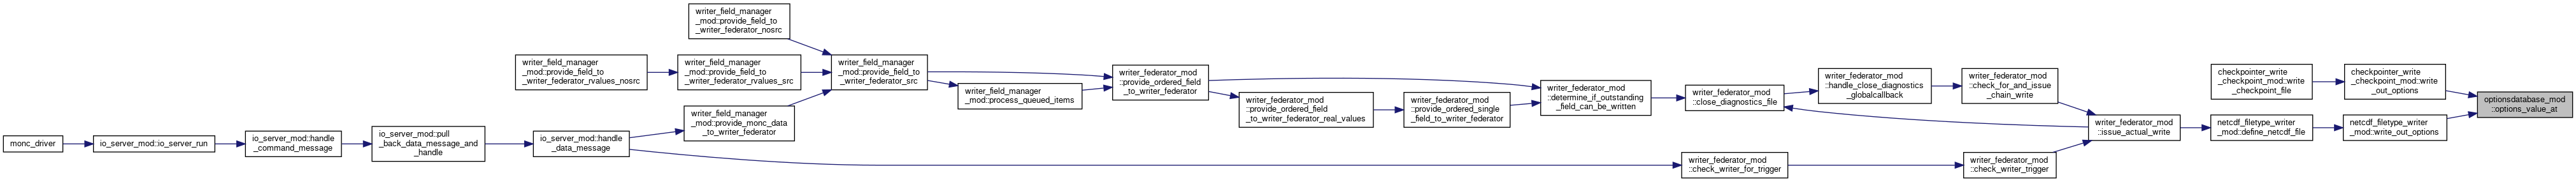 monc_driver
io_server_mod::io_server_run
io_server_mod::handle
_command_message
io_server_mod::pull
_back_data_message_and
_handle
writer_field_manager
_mod::provide_field_to
_writer_federator_rvalues_nosrc
io_server_mod::handle
_data_message
writer_field_manager
_mod::provide_field_to
_writer_federator_nosrc
writer_field_manager
_mod::provide_field_to
_writer_federator_rvalues_src
writer_field_manager
_mod::provide_monc_data
_to_writer_federator
writer_field_manager
_mod::provide_field_to
_writer_federator_src
writer_field_manager
_mod::process_queued_items
writer_federator_mod
::provide_ordered_field
_to_writer_federator
writer_federator_mod
::provide_ordered_field
_to_writer_federator_real_values
writer_federator_mod
::provide_ordered_single
_field_to_writer_federator
writer_federator_mod
::determine_if_outstanding
_field_can_be_written
writer_federator_mod
::close_diagnostics_file
writer_federator_mod
::check_writer_for_trigger
writer_federator_mod
::handle_close_diagnostics
_globalcallback
writer_federator_mod
::check_for_and_issue
_chain_write
writer_federator_mod
::check_writer_trigger
writer_federator_mod
::issue_actual_write
checkpointer_write
_checkpoint_mod::write
_checkpoint_file
netcdf_filetype_writer
_mod::define_netcdf_file
checkpointer_write
_checkpoint_mod::write
_out_options
netcdf_filetype_writer
_mod::write_out_options
optionsdatabase_mod
::options_value_at